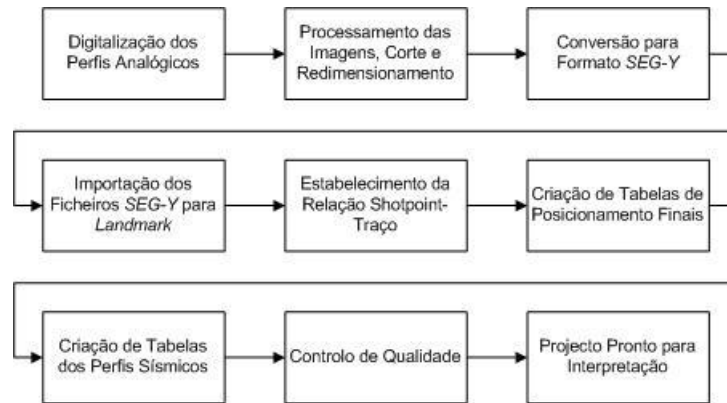 Digitalização dos
Perfis Analógicos
Processamento das
Imagens, Corte e
Redimensionamento
Conversão para
Formato SEG-Y
Importação dos
Ficheiros SEG-Y para
Landmark
Estabelecimento da
Relação Shotpoint-
Traço
Criação de Tabelas de
Posicionamento Finais
Criação de Tabelas
dos Perfis Sísmicos
Controlo de Qualidade
Projecto Pronto para
Interpretação